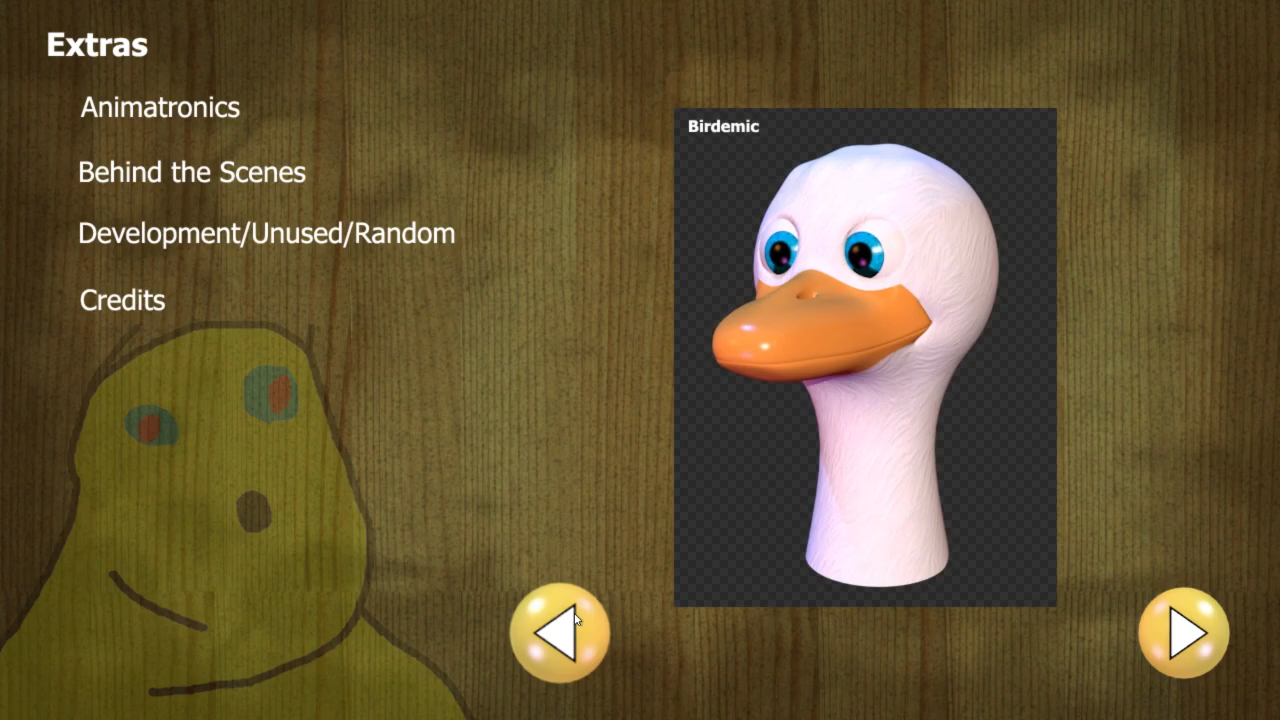 Extras
Animatronics
Behind the Scenes
Development/Unused/Random
Credits
Birdemic